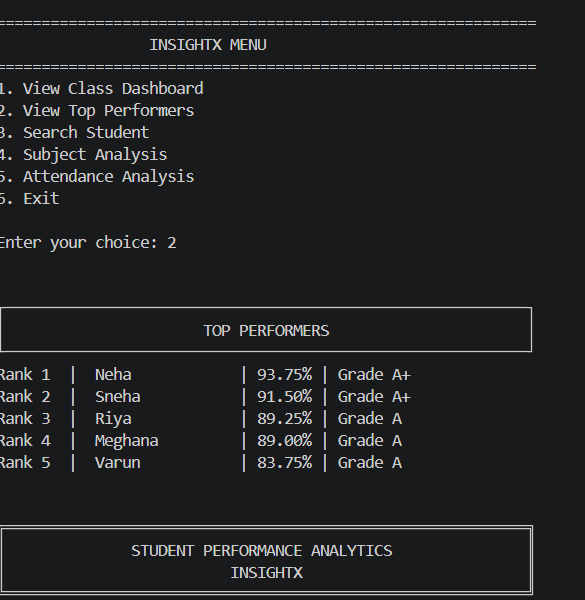 ============================================================
INSIGHTX MENU
============================================================
1. View Class Dashboard
2. View Top Performers
3. Search Student
4. Subject Analysis
5. Attendance Analysis
6. Exit
Enter your choice: 2
TOP PERFORMERS
Rank 1 | Neha | 93.75% | Grade A+
Rank 2 | Sneha | 91.50% | Grade A+
Rank 3 | Riya | 89.25% | Grade A
Rank 4 | Meghana | 89.00% | Grade A
Rank 5 | Varun | 83.75% | Grade A
STUDENT PERFORMANCE ANALYTICS
INSIGHTX